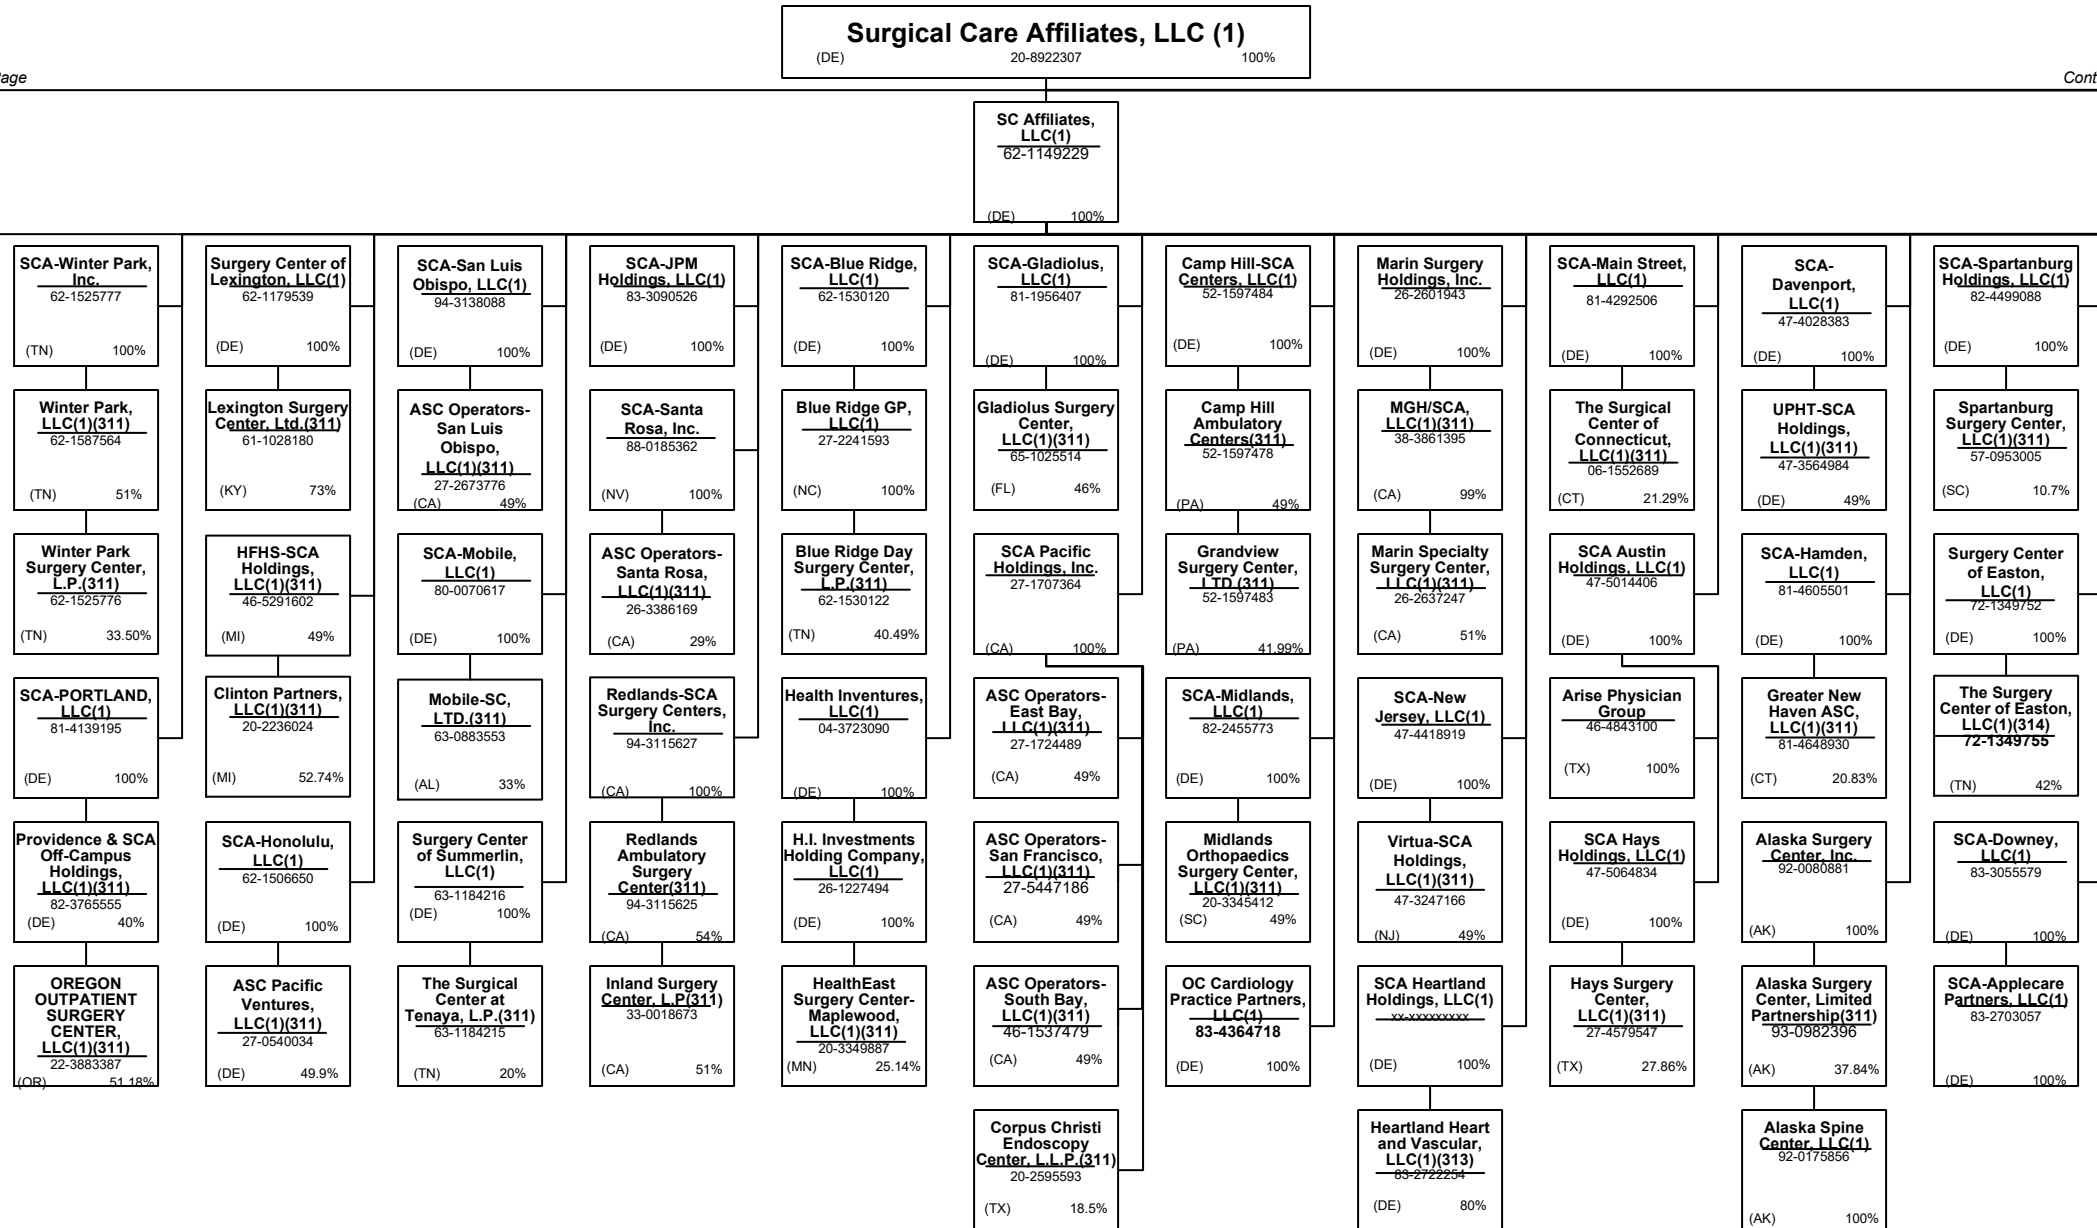 Surgical Care Affiliates, LLC (1)
(DE) 20-8922307 100%
Page
Cont
SC Affiliates,
LLC(1)
62-1149229
(DE) 100%
SCA-Winter Park,
Inc.
62-1525777
(TN) 100%
Winter Park,
LLC(1)(311)
62-1587564
(TN) 51%
Winter Park
Surgery Center,
L.P.(311)
62-1525776
(TN) 33.50%
SCA-PORTLAND,
LLC(1)
81-4139195
(DE) 100%
Providence & SCA
Off-Campus
Holdings,
LLC(1)(311)
82-3765555
(DE) 40%
OREGON
OUTPATIENT
SURGERY
CENTER,
LLC(1)(311)
22-3883387
(OR) 51.18%
Surgery Center of
Lexington, LLC(1)
62-1179539
(DE) 100%
Lexington Surgery
Center, Ltd.(311)
61-1028180
(KY) 73%
HFHS-SCA
Holdings,
LLC(1)(311)
46-5291602
(MI) 49%
Clinton Partners,
LLC(1)(311)
20-2236024
(MI) 52.74%
SCA-Honolulu,
LLC(1)
62-1506650
(DE) 100%
ASC Pacific
Ventures,
LLC(1)(311)
27-0540034
(DE) 49.9%
SCA-San Luis
Obispo, LLC(1)
94-3138088
(DE) 100%
ASC Operators-
San Luis
Obispo,
LLC(1)(311)
27-2673776
(CA) 49%
SCA-Mobile,
LLC(1)
80-0070617
(DE) 100%
Mobile-SC,
LTD.(311)
63-0883553
(AL) 33%
Surgery Center
of Summerlin,
LLC(1)
63-1184216
(DE) 100%
The Surgical
Center at
Tenaya, L.P.(311)
63-1184215
(TN) 20%
SCA-JPM
Holdings, LLC(1)
83-3090526
(DE) 100%
SCA-Santa
Rosa, Inc.
88-0185362
(NV) 100%
ASC Operators-
Santa Rosa,
LLC(1)(311)
26-3386169
(CA) 29%
Redlands-SCA
Surgery Centers,
Inc.
94-3115627
(CA) 100%
Redlands
Ambulatory
Surgery
Center(311)
94-3115625
(CA) 54%
Inland Surgery
Center, L.P(311)
33-0018673
(CA) 51%
SCA-Blue Ridge,
LLC(1)
62-1530120
(DE) 100%
Blue Ridge GP,
LLC(1)
27-2241593
(NC) 100%
Blue Ridge Day
Surgery Center,
L.P.(311)
62-1530122
(TN) 40.49%
Health Inventures,
LLC(1)
04-3723090
(DE) 100%
H.I. Investments
Holding Company,
LLC(1)
26-1227494
(DE) 100%
HealthEast
Surgery Center-
Maplewood,
LLC(1)(311)
20-3349887
(MN) 25.14%
SCA-Gladiolus,
LLC(1)
81-1956407
(DE) 100%
Gladiolus Surgery
Center,
LLC(1)(311)
65-1025514
(FL) 46%
SCA Pacific
Holdings, Inc.
27-1707364
(CA) 100%
ASC Operators-
East Bay,
LLC(1)(311)
27-1724489
(CA) 49%
ASC Operators-
San Francisco,
LLC(1)(311)
27-5447186
(CA) 49%
ASC Operators-
South Bay,
LLC(1)(311)
46-1537479
(CA) 49%
Corpus Christi
Endoscopy
Center, L.L.P.(311)
20-2595593
(TX) 18.5%
Camp Hill-SCA
Centers, LLC(1)
52-1597484
(DE) 100%
Camp Hill
Ambulatory
Centers(311)
52-1597478
(PA) 49%
Grandview
Surgery Center,
LTD.(311)
52-1597483
(PA) 41.99%
SCA-Midlands,
LLC(1)
82-2455773
(DE) 100%
Midlands
Orthopaedics
Surgery Center,
LLC(1)(311)
20-3345412
(SC) 49%
OC Cardiology
Practice Partners,
LLC(1)
83-4364718
(DE) 100%
Marin Surgery
Holdings, Inc.
26-2601943
(DE) 100%
MGH/SCA,
LLC(1)(311)
38-3861395
(CA) 99%
Marin Specialty
Surgery Center,
LLC(1)(311)
26-2637247
(CA) 51%
SCA-New
Jersey, LLC(1)
47-4418919
(DE) 100%
Virtua-SCA
Holdings,
LLC(1)(311)
47-3247166
(NJ) 49%
SCA Heartland
Holdings, LLC(1)
xx-xxxxxxxxx
(DE) 100%
Heartland Heart
and Vascular,
LLC(1)(313)
83-2722254
(DE) 80%
SCA-Main Street,
LLC(1)
81-4292506
(DE) 100%
The Surgical
Center of
Connecticut,
LLC(1)(311)
06-1552689
(CT) 21.29%
SCA Austin
Holdings, LLC(1)
47-5014406
(DE) 100%
Arise Physician
Group
46-4843100
(TX) 100%
SCA Hays
Holdings, LLC(1)
47-5064834
(DE) 100%
Hays Surgery
Center,
LLC(1)(311)
27-4579547
(TX) 27.86%
SCA-
Davenport,
LLC(1)
47-4028383
(DE) 100%
UPHT-SCA
Holdings,
LLC(1)(311)
47-3564984
(DE) 49%
SCA-Hamden,
LLC(1)
81-4605501
(DE) 100%
Greater New
Haven ASC,
LLC(1)(311)
81-4648930
(CT) 20.83%
Alaska Surgery
Center, Inc.
92-0080881
(AK) 100%
Alaska Surgery
Center, Limited
Partnership(311)
93-0982396
(AK) 37.84%
Alaska Spine
Center, LLC(1)
92-0175856
(AK) 100%
SCA-Spartanburg
Holdings, LLC(1)
82-4499088
(DE) 100%
Spartanburg
Surgery Center,
LLC(1)(311)
57-0953005
(SC) 10.7%
Surgery Center
of Easton,
LLC(1)
72-1349752
(DE) 100%
The Surgery
Center of Easton,
LLC(1)(314)
72-1349755
(TN) 42%
SCA-Downey,
LLC(1)
83-3055579
(DE) 100%
SCA-Applecare
Partners, LLC(1)
83-2703057
(DE) 100%